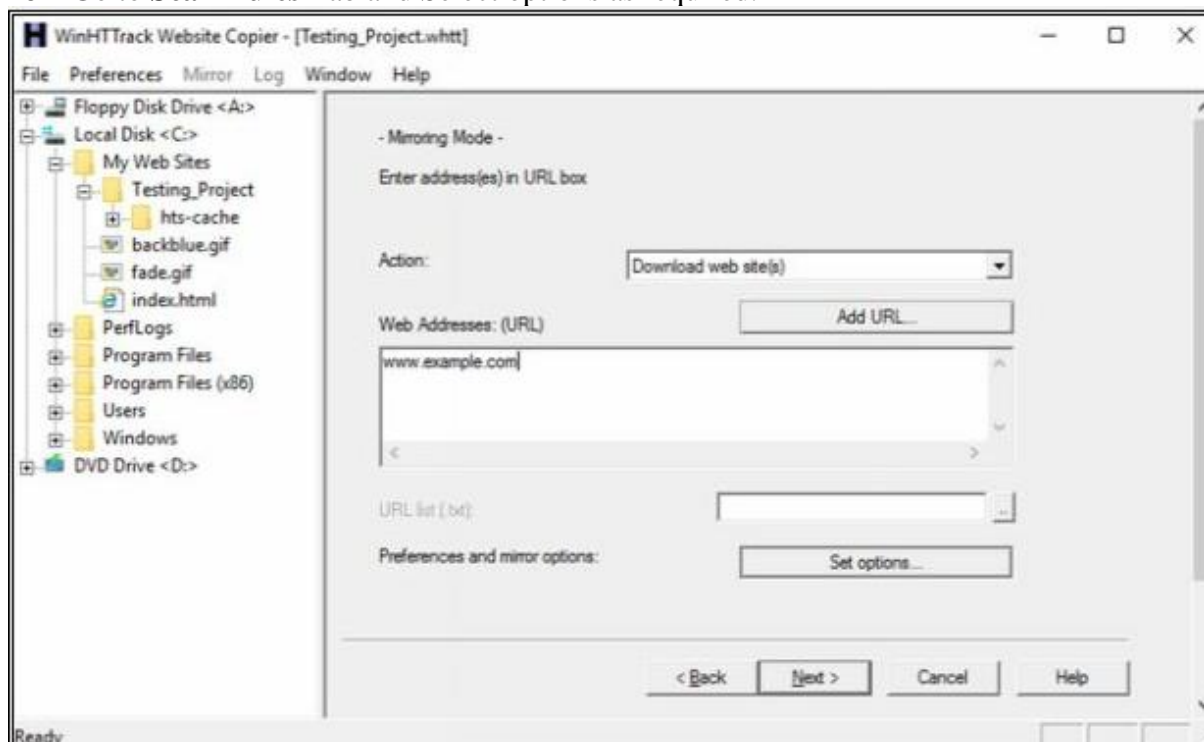 WinHTTrack Website Copier - [Testing_Project.whtt]
File Preferences Mirror Log Window Help
Floppy Disk Drive <A:>
Local Disk <C:>
My Web Sites
Testing_Project
hts-cache
backblue.gif
fade.gif
index.html
PerfLogs
Program Files
Program Files (x86)
Users
Windows
DVD Drive <D:>
- Mirroring Mode -
Enter address(es) in URL box
Action:
Download web site(s)
Web Addresses: (URL)
Add URL...
www.example.com
URL list (.txt):
..
Preferences and mirror options:
Set options...
< Back Next > Cancel Help
Ready